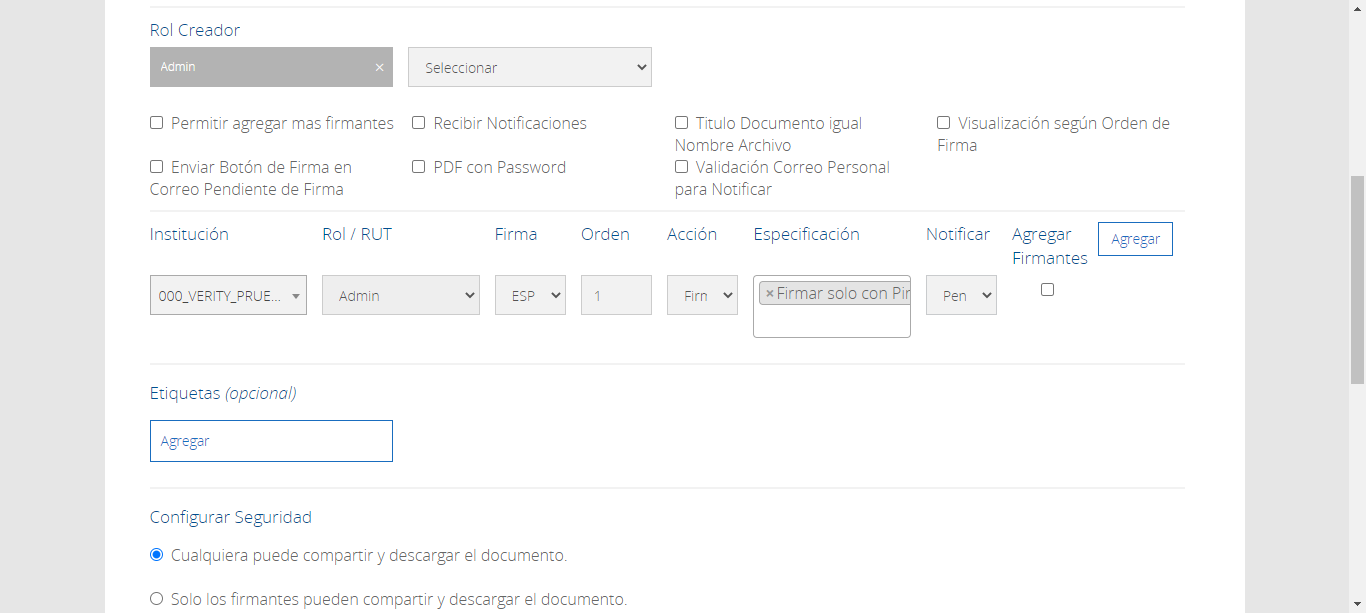 Rol Creador
Admin × Seleccionar
Permitir agregar mas firmantes
Recibir Notificaciones
Titulo Documento igual
Nombre Archivo
Visualización según Orden de
Firma
Enviar Botón de Firma en
Correo Pendiente de Firma
PDF con Password
Validación Correo Personal
para Notificar
Institución Rol / RUT Firma Orden Acción Especificación Notificar Agregar
Firmantes
Agregar
000_VERITY_PRUE... Admin ESP 1 Firn ×Firmar solo con Pin Pen
Etiquetas (opcional)
Agregar
Configurar Seguridad
Cualquiera puede compartir y descargar el documento.
Solo los firmantes pueden compartir y descargar el documento.